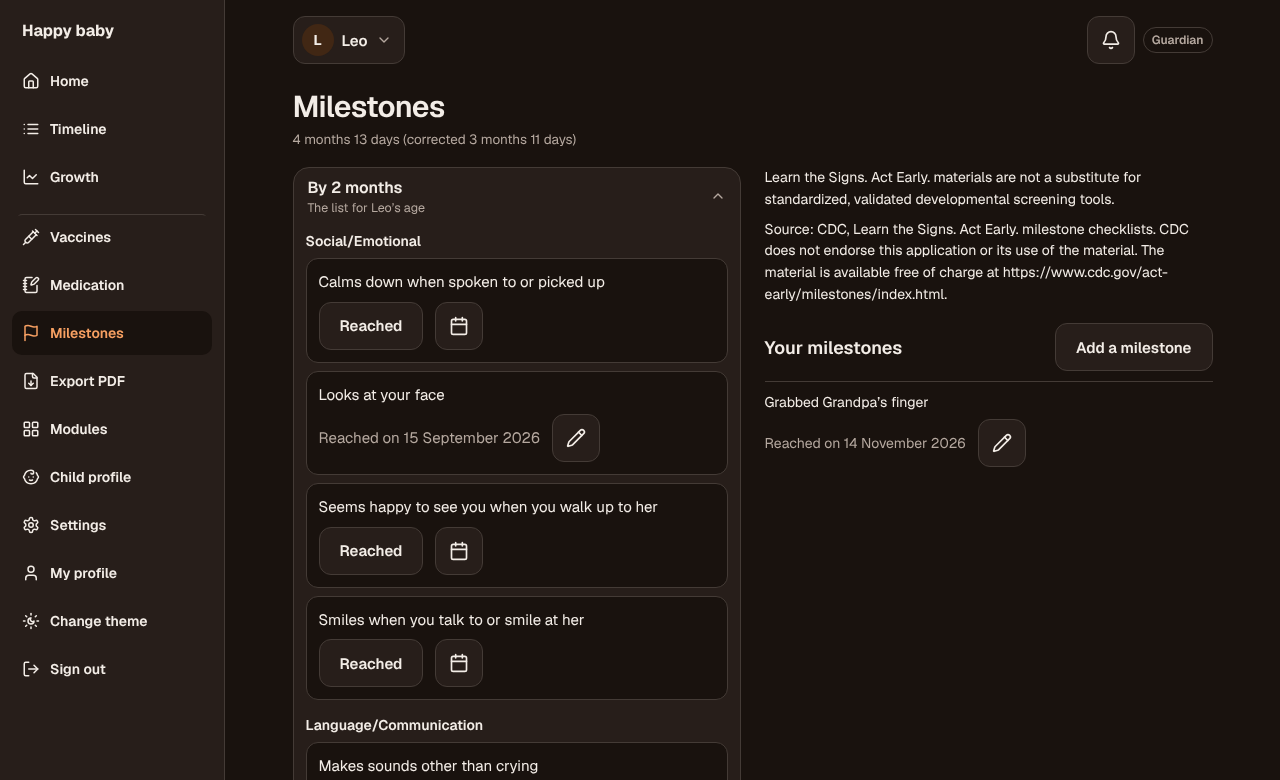 Happy baby
Home
Timeline
Growth
Vaccines
Medication
Milestones
Export PDF
Modules
Child profile
Settings
My profile
Change theme
Sign out
L
Leo
Guardian
Milestones
4 months 13 days (corrected 3 months 11 days)
By 2 months
The list for Leo's age
Social/Emotional
Calms down when spoken to or picked up
Reached
Looks at your face
Reached on 15 September 2026
Seems happy to see you when you walk up to her
Reached
Smiles when you talk to or smile at her
Reached
Language/Communication
Makes sounds other than crying
Learn the Signs. Act Early. materials are not a substitute for
standardized, validated developmental screening tools.
Source: CDC, Learn the Signs. Act Early. milestone checklists. CDC
does not endorse this application or its use of the material. The
material is available free of charge at https://www.cdc.gov/act-
early/milestones/index.html.
Your milestones
Add a milestone
Grabbed Grandpa's finger
Reached on 14 November 2026